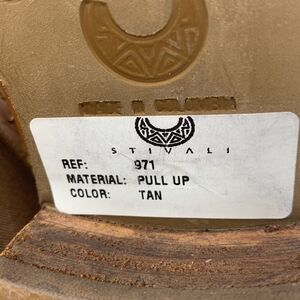 STIVALI
REF: 971
MATERIAL: PULL UP
COLOR: TAN